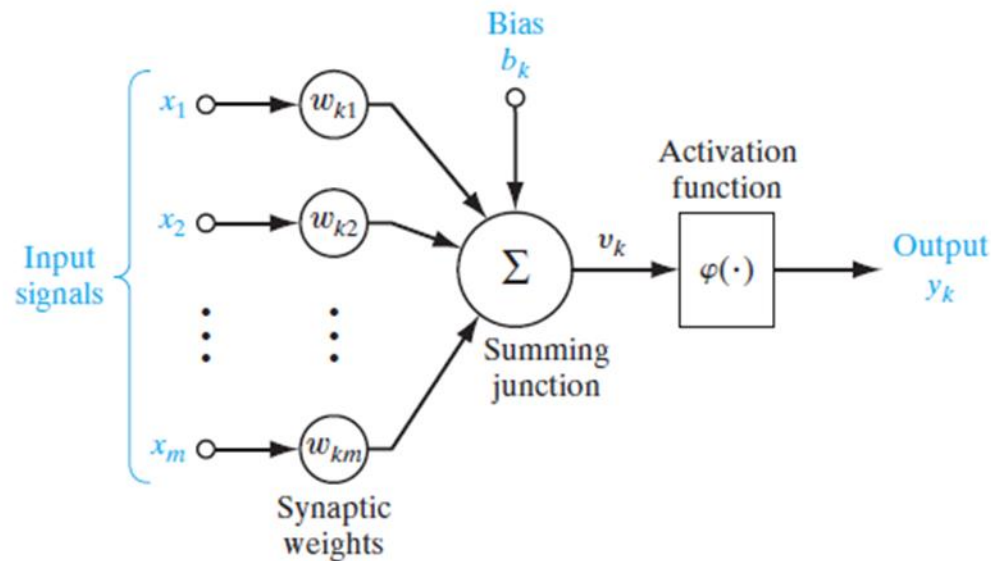 Bias
b_k
x_1
w_k1
Activation
function
x_2
w_k2
Input
signals
Σ
v_k
φ(·)
Output
y_k
Summing
junction
x_m
w_km
Synaptic
weights